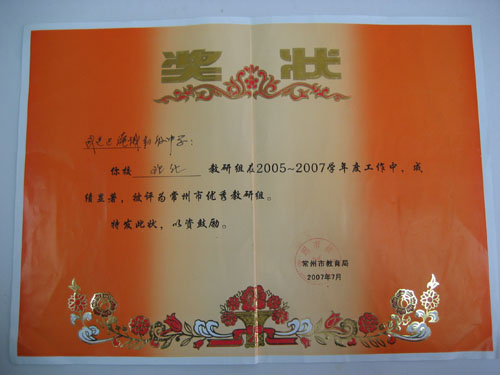 奖状
武进区湟里初级中学:
你校 理化 教研组在2005~2007学年度工作中,成
绩显著,被评为常州市优秀教研组。
特发此状,以资鼓励。
常州市教育局
2007年7月